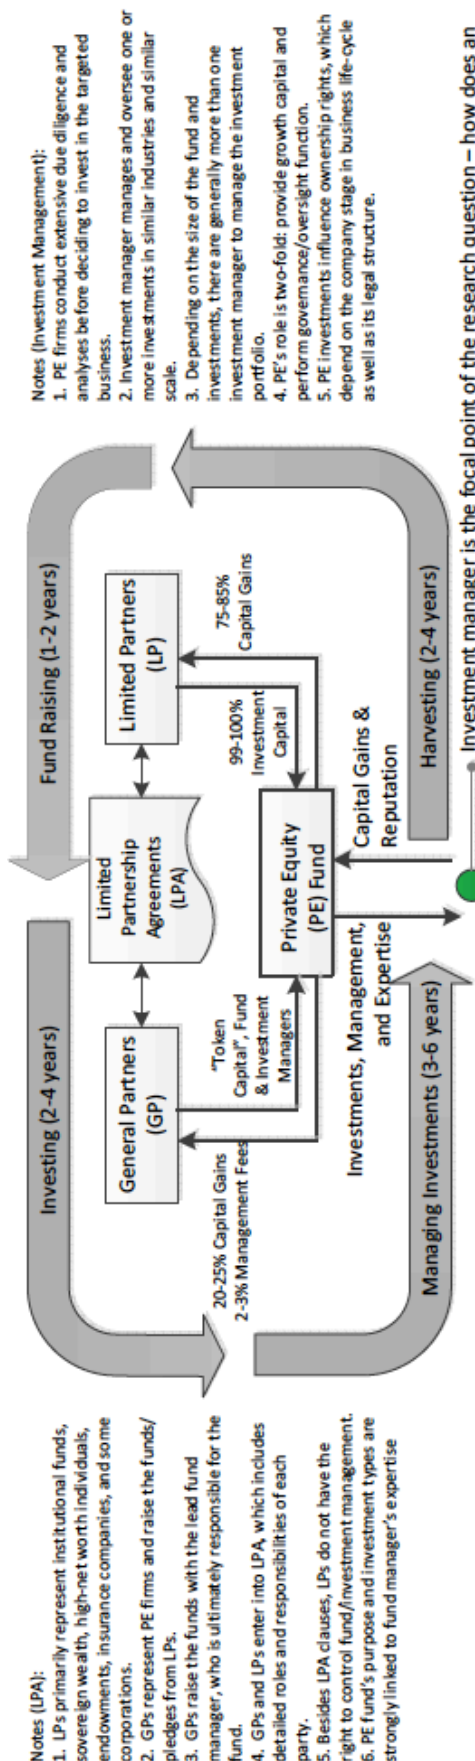 Notes (LPA):
1. LPs primarily represent institutional funds,
sovereign wealth, high-net worth individuals,
endowments, insurance companies, and some
corporations.
2. GPs represent PE firms and raise the funds/
pledges from LPs.
3. GPs raise the funds with the lead fund
manager, who is ultimately responsible for the
fund.
4. GPs and LPs enter into LPA, which includes
detailed roles and responsibilities of each
party.
5. Besides LPA clauses, LPs do not have the
right to control fund/investment management.
6. PE fund's purpose and investment types are
strongly linked to fund manager's expertise
Investing (2-4 years)
Fund Raising (1-2 years)
General Partners
(GP)
Limited
Partnership
Agreements
(LPA)
Limited Partners
(LP)
20-25% Capital Gains
2-3% Management Fees
"Token
Capital", Fund
& Investment
Managers
99-100%
Investment
Capital
75-85%
Capital Gains
Private Equity
(PE) Fund
Investments, Management,
and Expertise
Capital Gains &
Reputation
Managing Investments (3-6 years)
Harvesting (2-4 years)
Notes (Investment Management):
1. PE firms conduct extensive due diligence and
analyses before deciding to invest in the targeted
business.
2. Investment manager manages and oversee one or
more investments in similar industries and similar
scale.
3. Depending on the size of the fund and
investments, there are generally more than one
investment manager to manage the investment
portfolio.
4. PE's role is two-fold: provide growth capital and
perform governance/oversight function.
5. PE investments influence ownership rights, which
depend on the company stage in business life-cycle
as well as its legal structure.
Investment manager is the focal point of the research question – how does an